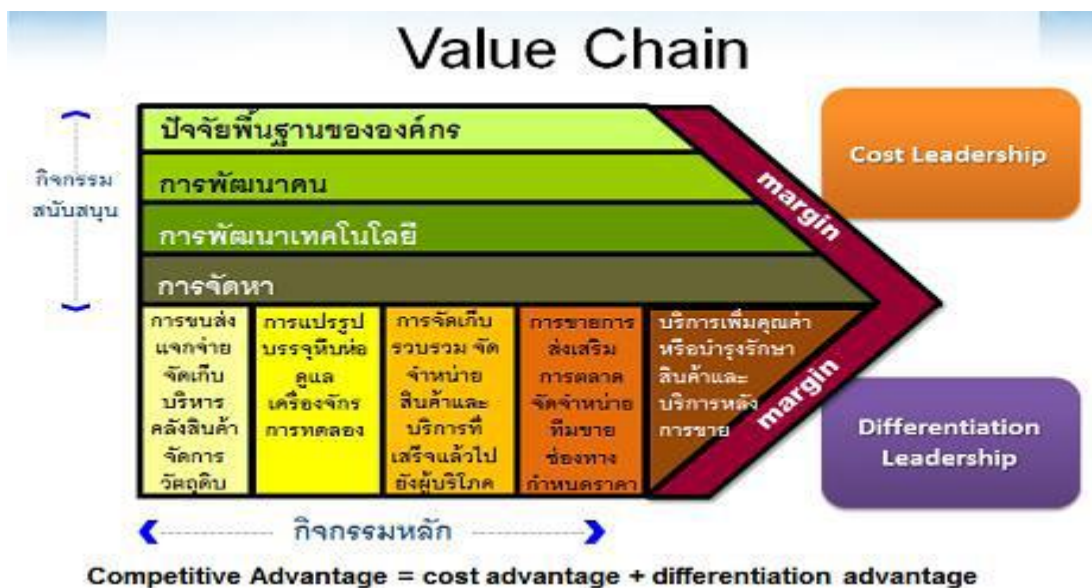 Value Chain
กิจกรรม
สนับสนุน
ปัจจัยพื้นฐานขององค์กร
การพัฒนาคน
การพัฒนาเทคโนโลยี
การจัดหา
margin
margin
Cost Leadership
Differentiation
Leadership
การขนส่ง
แจกจ่าย
จัดเก็บ
บริหาร
คลังสินค้า
จัดการ
วัตถุดิบ
การแปรรูป
บรรจุหีบห่อ
ดูแล
เครื่องจักร
การทดลอง
การจัดเก็บ
รวบรวม จัด
จำหน่าย
สินค้าและ
บริการที่
เสร็จแล้วไป
ยังผู้บริโภค
การขายการ
ส่งเสริม
การตลาด
จัดจำหน่าย
ทีมขาย
ช่องทาง
กำหนดราคา
บริการเพิ่มคุณค่า
หรือบำรุงรักษา
สินค้าและ
บริการหลัง
การขาย
กิจกรรมหลัก
Competitive Advantage = cost advantage + differentiation advantage